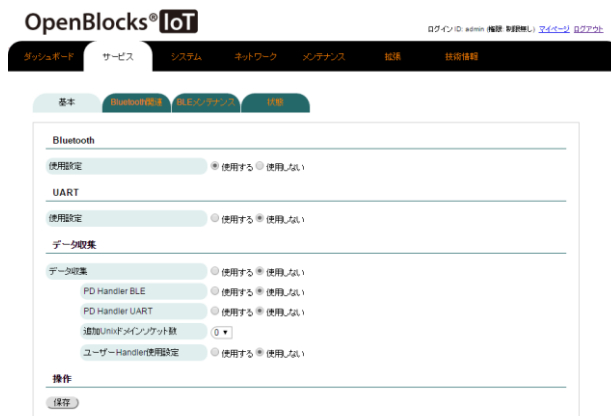 OpenBlocks® IoT
ログインID: admin (権限: 制限無し) マイページ ログアウト
ダッシュボード サービス システム ネットワーク メンテナンス 拡張 技術情報
基本 Bluetooth関連 BLEメンテナンス 状態
Bluetooth
使用設定 使用する 使用しない
UART
使用設定 使用する 使用しない
データ収集
データ収集 使用する 使用しない
PD Handler BLE 使用する 使用しない
PD Handler UART 使用する 使用しない
追加Unixドメインソケット数 0
ユーザーHandler使用設定 使用する 使用しない
操作
保存